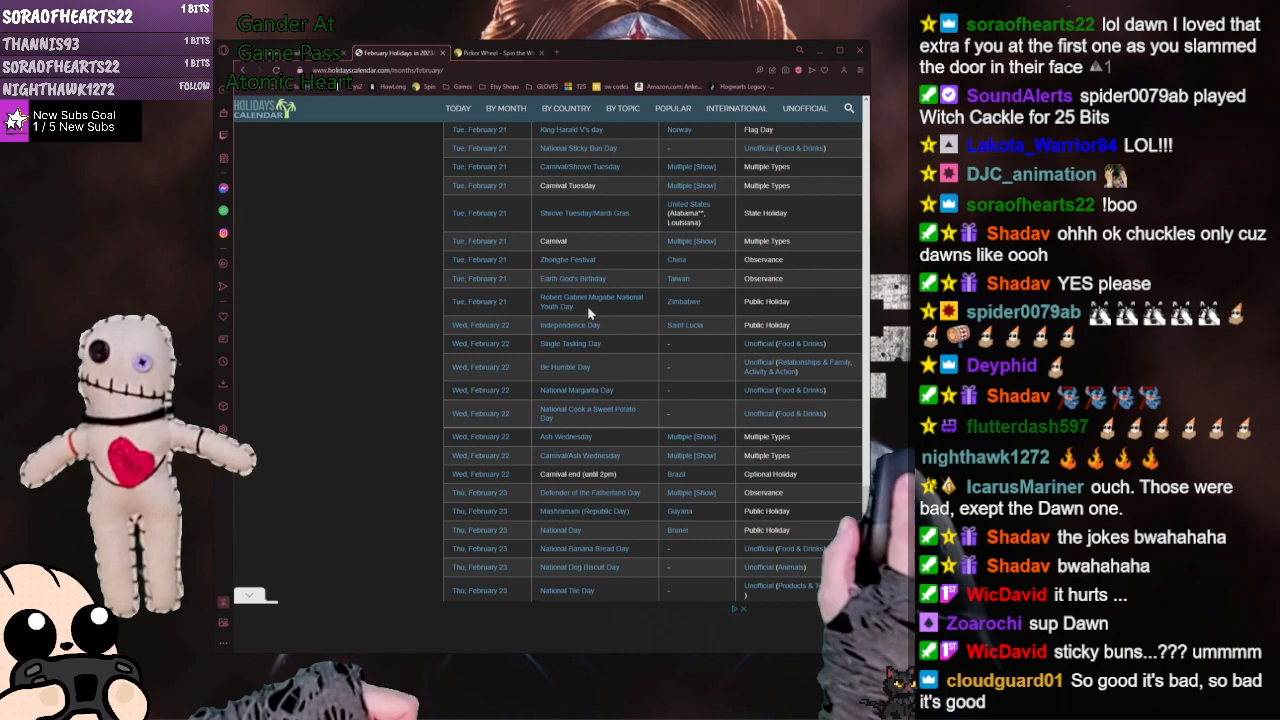 SORAOFHEARTS22 1 BITS
THANNIS93 1 BITS
SORAOFHEARTS22 1 BITS
NIGHTHAWK1272 FOLLOW
New Subs Goal
1 / 5 New Subs
Gander At
Game Pass
Atomic Heart
February Holidays in 2023
Picker Wheel - Spin the W
www.holidayscalendar.com/months/february/
HowLong
Spin
Games
Etsy Shops
GLOVES
T25
sw codes
Amazon.com: Anke...
Hogwarts Legacy -...
HOLIDAYS
CALENDAR
TODAY BY MONTH BY COUNTRY BY TOPIC POPULAR INTERNATIONAL UNOFFICIAL
Tue, February 21 King Harald V's day Norway Flag Day
Tue, February 21 National Sticky Bun Day - Unofficial (Food & Drinks)
Tue, February 21 Carnival/Shrove Tuesday Multiple [Show] Multiple Types
Tue, February 21 Carnival Tuesday Multiple [Show] Multiple Types
Tue, February 21 Shrove Tuesday/Mardi Gras United States (Alabama**, Louisiana) State Holiday
Tue, February 21 Carnival Multiple [Show] Multiple Types
Tue, February 21 Zhonghe Festival China Observance
Tue, February 21 Earth God's Birthday Taiwan Observance
Tue, February 21 Robert Gabriel Mugabe National Youth Day Zimbabwe Public Holiday
Wed, February 22 Independence Day Saint Lucia Public Holiday
Wed, February 22 Single Tasking Day - Unofficial (Food & Drinks)
Wed, February 22 Be Humble Day - Unofficial (Relationships & Family, Activity & Action)
Wed, February 22 National Margarita Day - Unofficial (Food & Drinks)
Wed, February 22 National Cook a Sweet Potato Day - Unofficial (Food & Drinks)
Wed, February 22 Ash Wednesday Multiple [Show] Multiple Types
Wed, February 22 Carnival/Ash Wednesday Multiple [Show] Multiple Types
Wed, February 22 Carnival end (until 2pm) Brazil Optional Holiday
Thu, February 23 Defender of the Fatherland Day Multiple [Show] Observance
Thu, February 23 Mashramani (Republic Day) Guyana Public Holiday
Thu, February 23 National Day Brunei Public Holiday
Thu, February 23 National Banana Bread Day - Unofficial (Food & Drinks)
Thu, February 23 National Dog Biscuit Day - Unofficial (Animals)
Thu, February 23 National Tile Day - Unofficial (Products & T
soraofhearts22 lol dawn I loved that
extra f you at the first one as you slammed
the door in their face 1
SoundAlerts spider0079ab played
Witch Cackle for 25 Bits
Lakota_Warrior84 LOL!!!
DJC_animation
soraofhearts22 !boo
Shadav ohhh ok chuckles only cuz
dawns like oooh
Shadav YES please
spider0079ab
Deyphid
Shadav
flutterdash597
nighthawk1272
IcarusMariner ouch. Those were
bad, exept the Dawn one.
Shadav the jokes bwahahaha
Shadav bwahahaha
WicDavid it hurts ...
Zoarochi sup Dawn
WicDavid sticky buns...??? ummmm
cloudguard01 So good it's bad, so bad
it's good